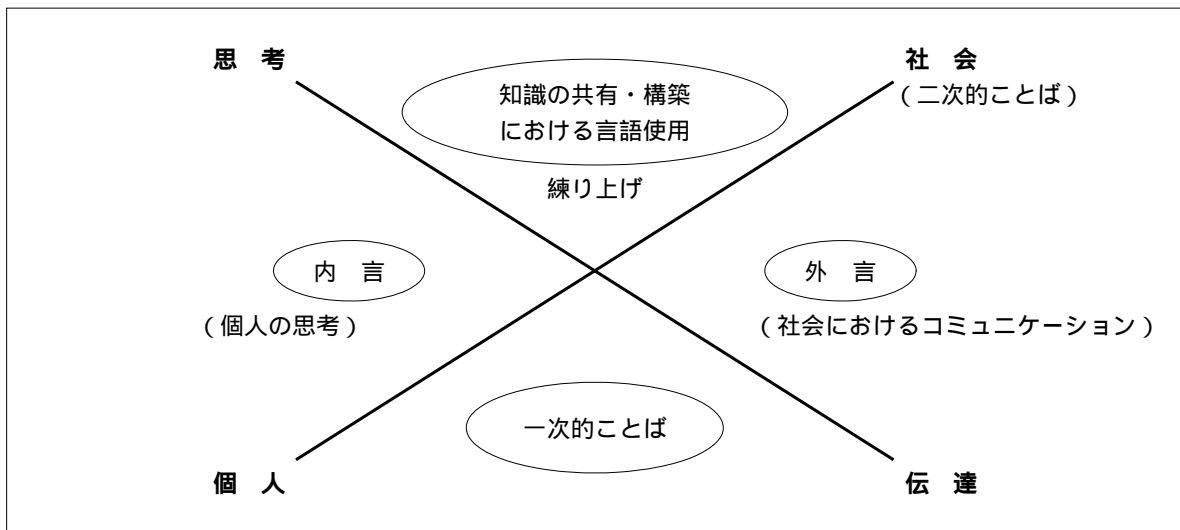 思 考
社 会
(二次的ことば)
知識の共有・構築
における言語使用
練り上げ
内 言
(個人の思考)
外 言
(社会におけるコミュニケーション)
一次的ことば
個 人
伝 達